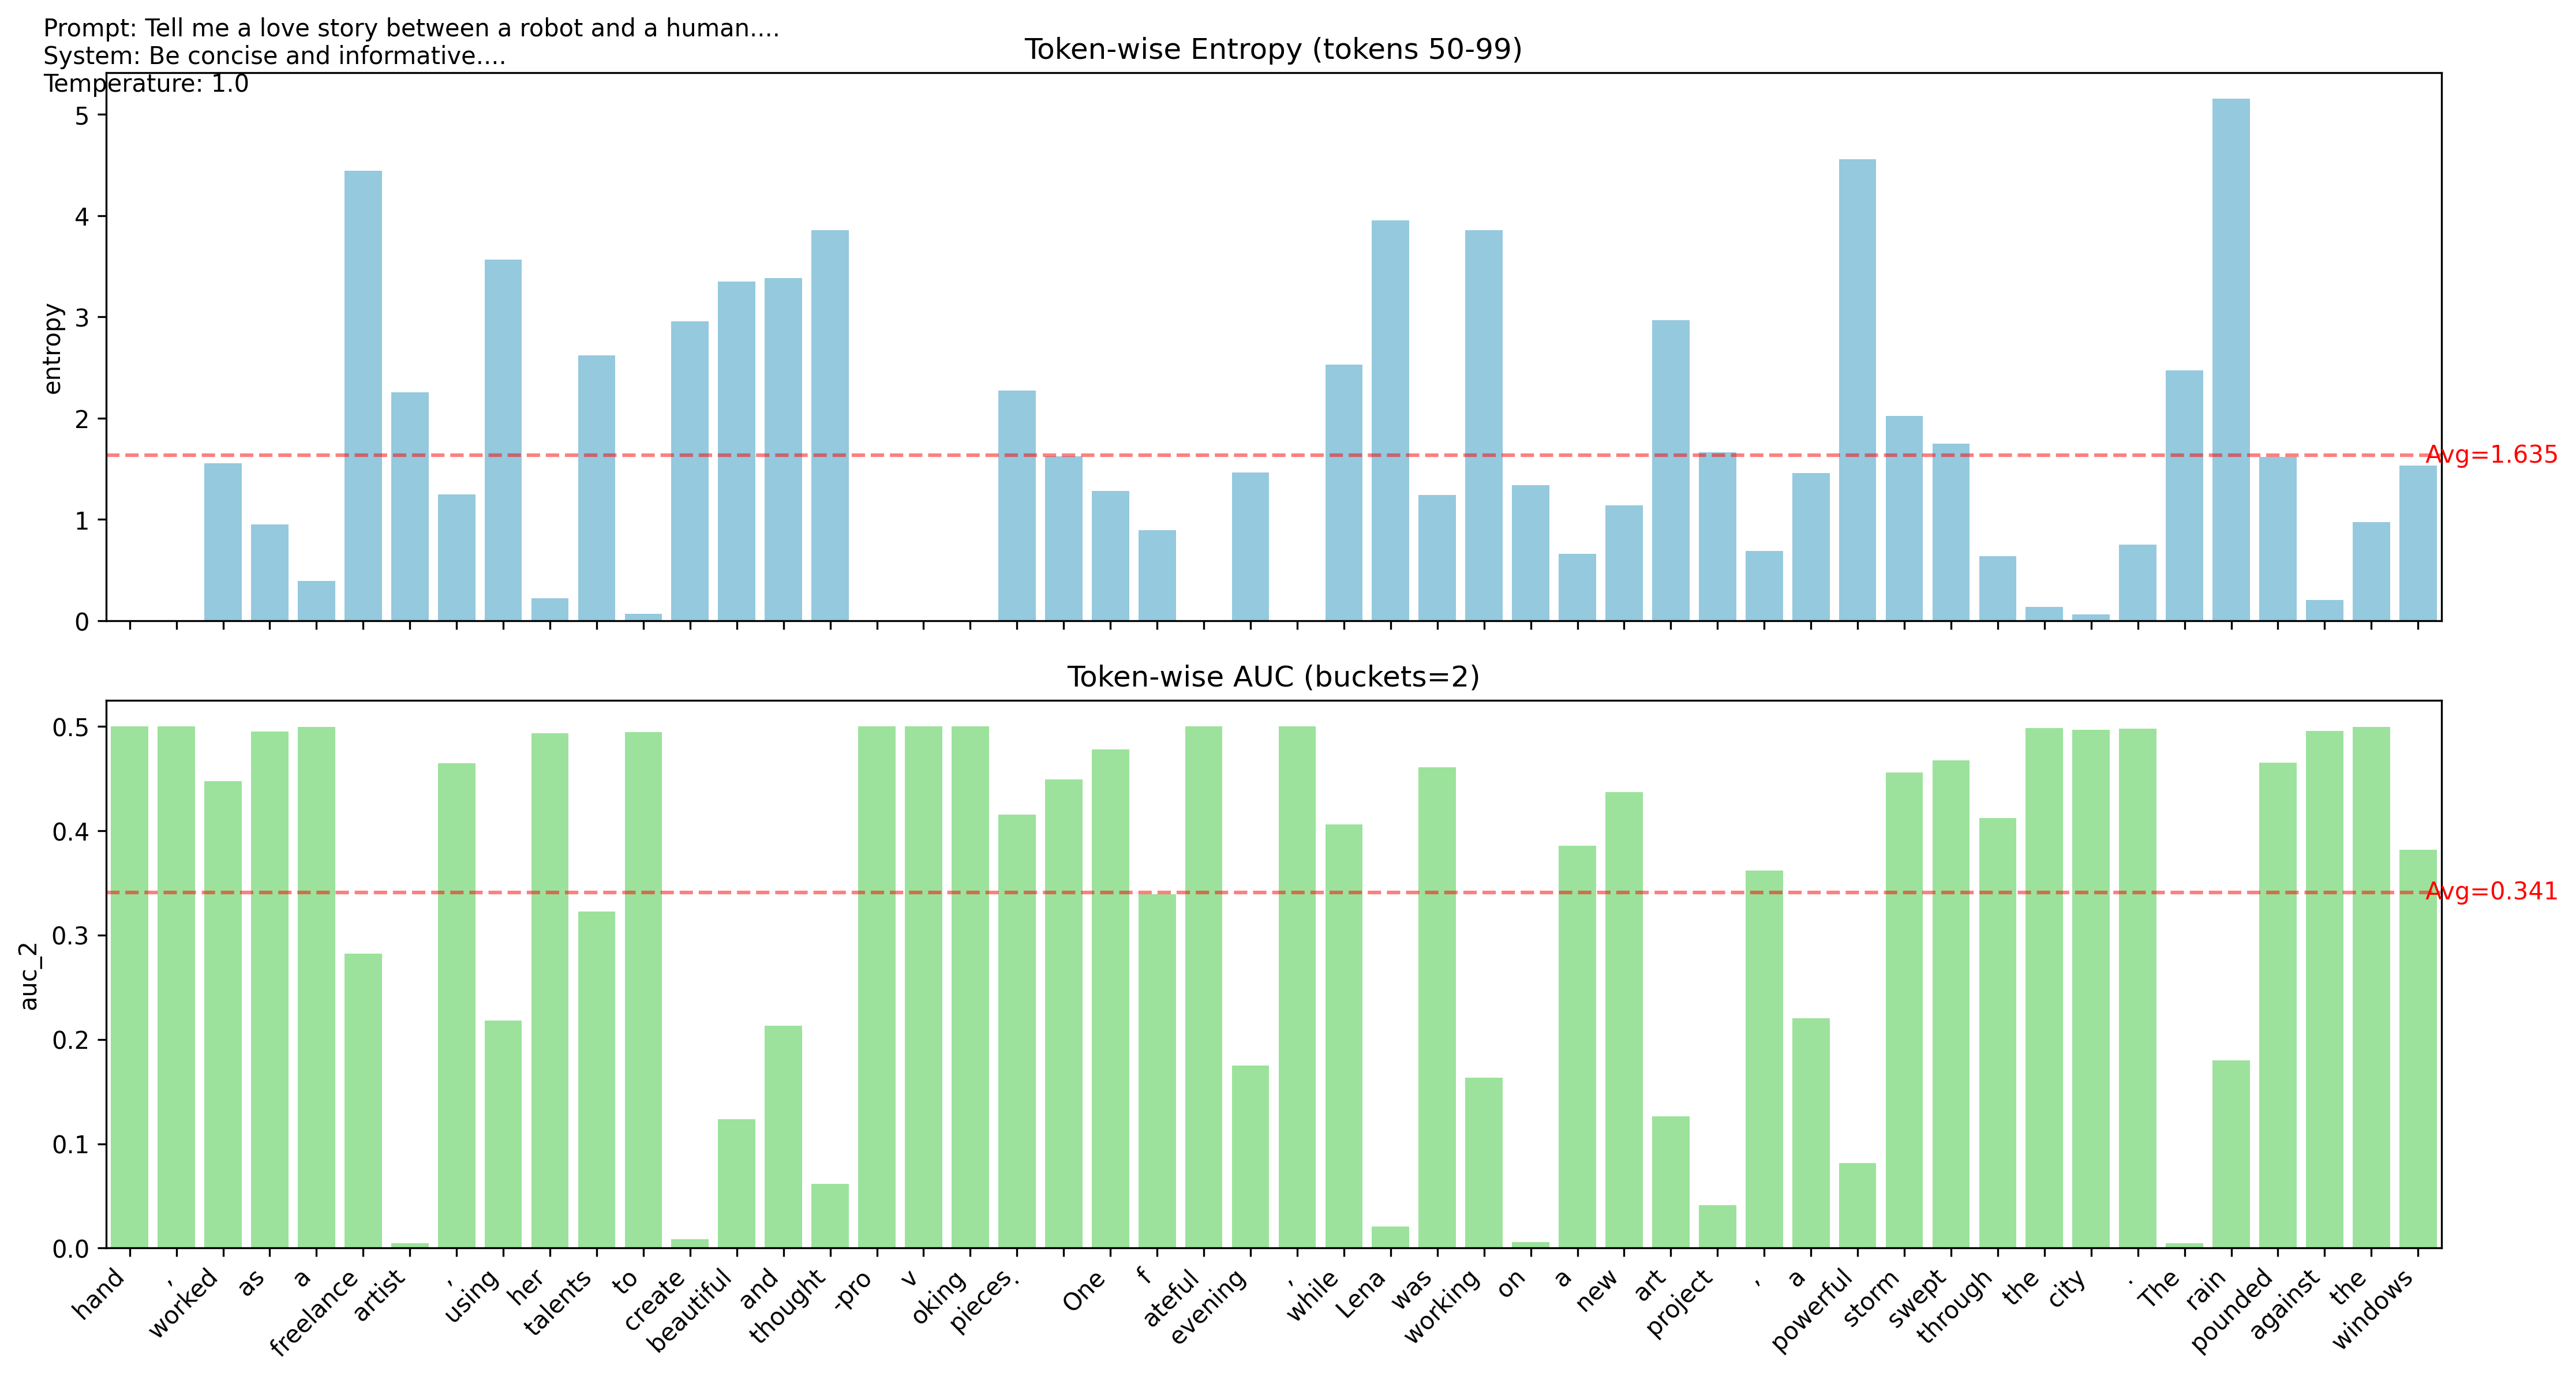 Prompt: Tell me a love story between a robot and a human....
System: Be concise and informative....
Temperature: 1.0
Token-wise Entropy (tokens 50-99)
entropy
5
4
3
2
1
0
Avg=1.635
Token-wise AUC (buckets=2)
auc_2
0.5
0.4
0.3
0.2
0.1
0.0
Avg=0.341
hand
,
worked
as
a
freelance
artist
,
using
her
talents
to
create
beautiful
and
thought
-pro
v
oking
pieces.
One
f
ateful
evening
,
while
Lena
was
working
on
a
new
art
project
,
a
powerful
storm
swept
through
the
city
.
The
rain
pounded
against
the
windows